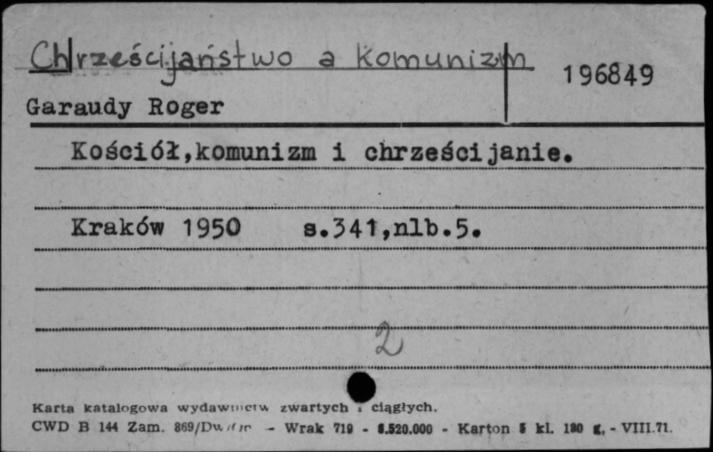 Chrześcijaństwo a komunizm
196849
Garaudy Roger
Kościół,komunizm i chrześcijanie.
Kraków 1950 s.341,nlb.5.
2
Karta katalogowa wydawnictw zwartych i ciągłych.
CWD B 144 Zam. 869/Dw - Wrak 719 - 8.520.000 - Karton 5 kl. 180 g. - VIII.71.